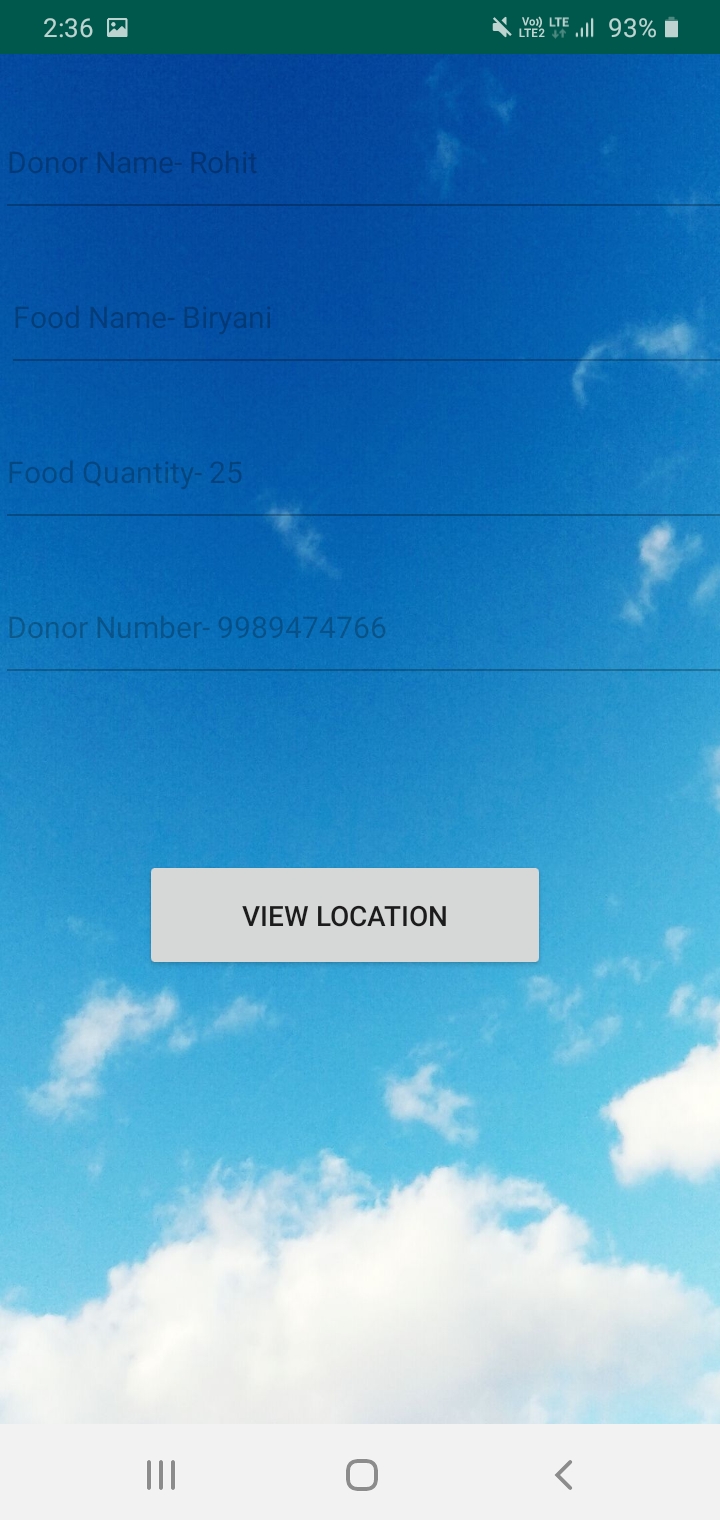 2:36 Vo)) LTE2 LTE 93%
Donor Name- Rohit
Food Name- Biryani
Food Quantity- 25
Donor Number- 9989474766
VIEW LOCATION